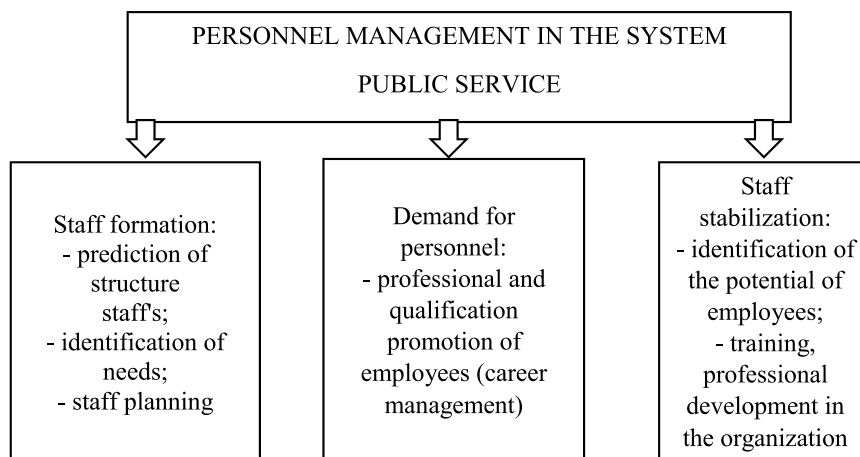 PERSONNEL MANAGEMENT IN THE SYSTEM
PUBLIC SERVICE
Staff formation:
- prediction of
structure
staff's;
- identification of
needs;
- staff planning
Demand for
personnel:
- professional and
qualification
promotion of
employees (career
management)
Staff
stabilization:
- identification of
the potential of
employees;
- training,
professional
development in
the organization